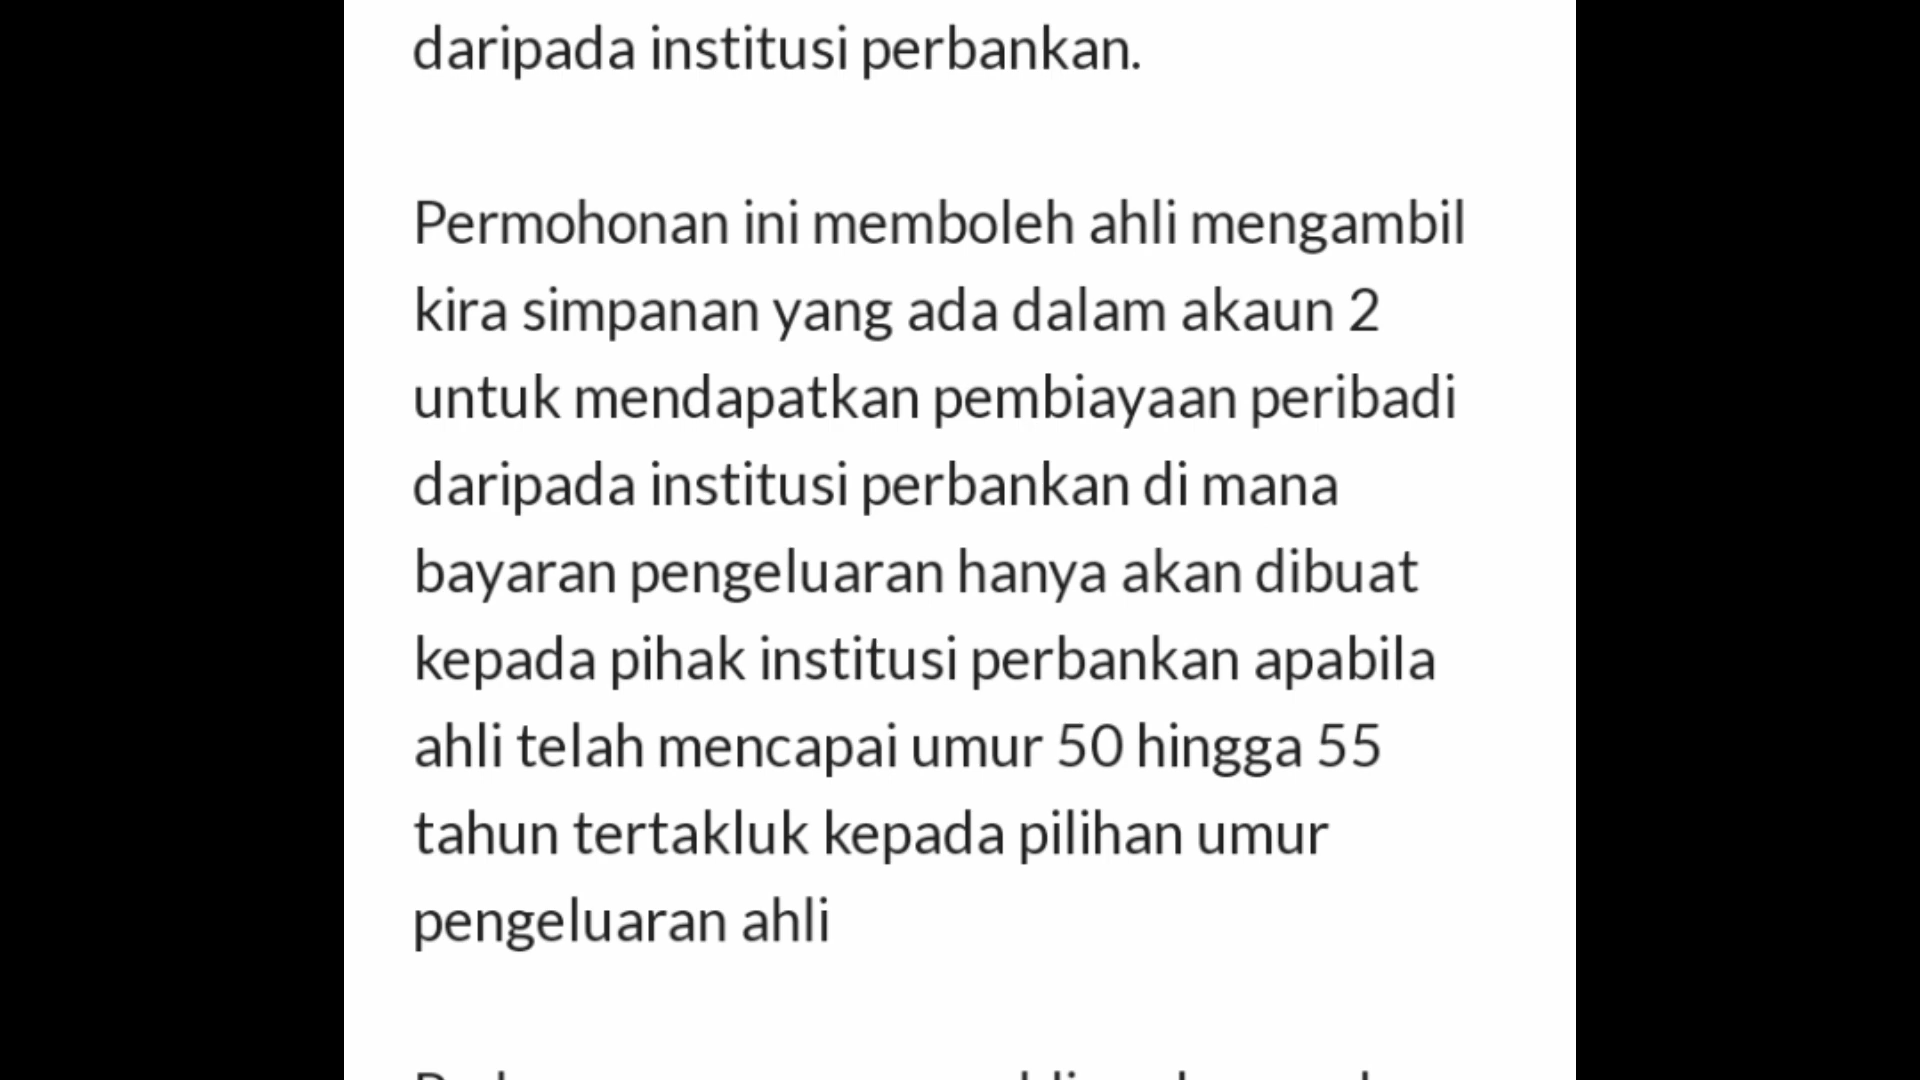 daripada institusi perbankan.
Permohonan ini memboleh ahli mengambil
kira simpanan yang ada dalam akaun 2
untuk mendapatkan pembiayaan peribadi
daripada institusi perbankan di mana
bayaran pengeluaran hanya akan dibuat
kepada pihak institusi perbankan apabila
ahli telah mencapai umur 50 hingga 55
tahun tertakluk kepada pilihan umur
pengeluaran ahli